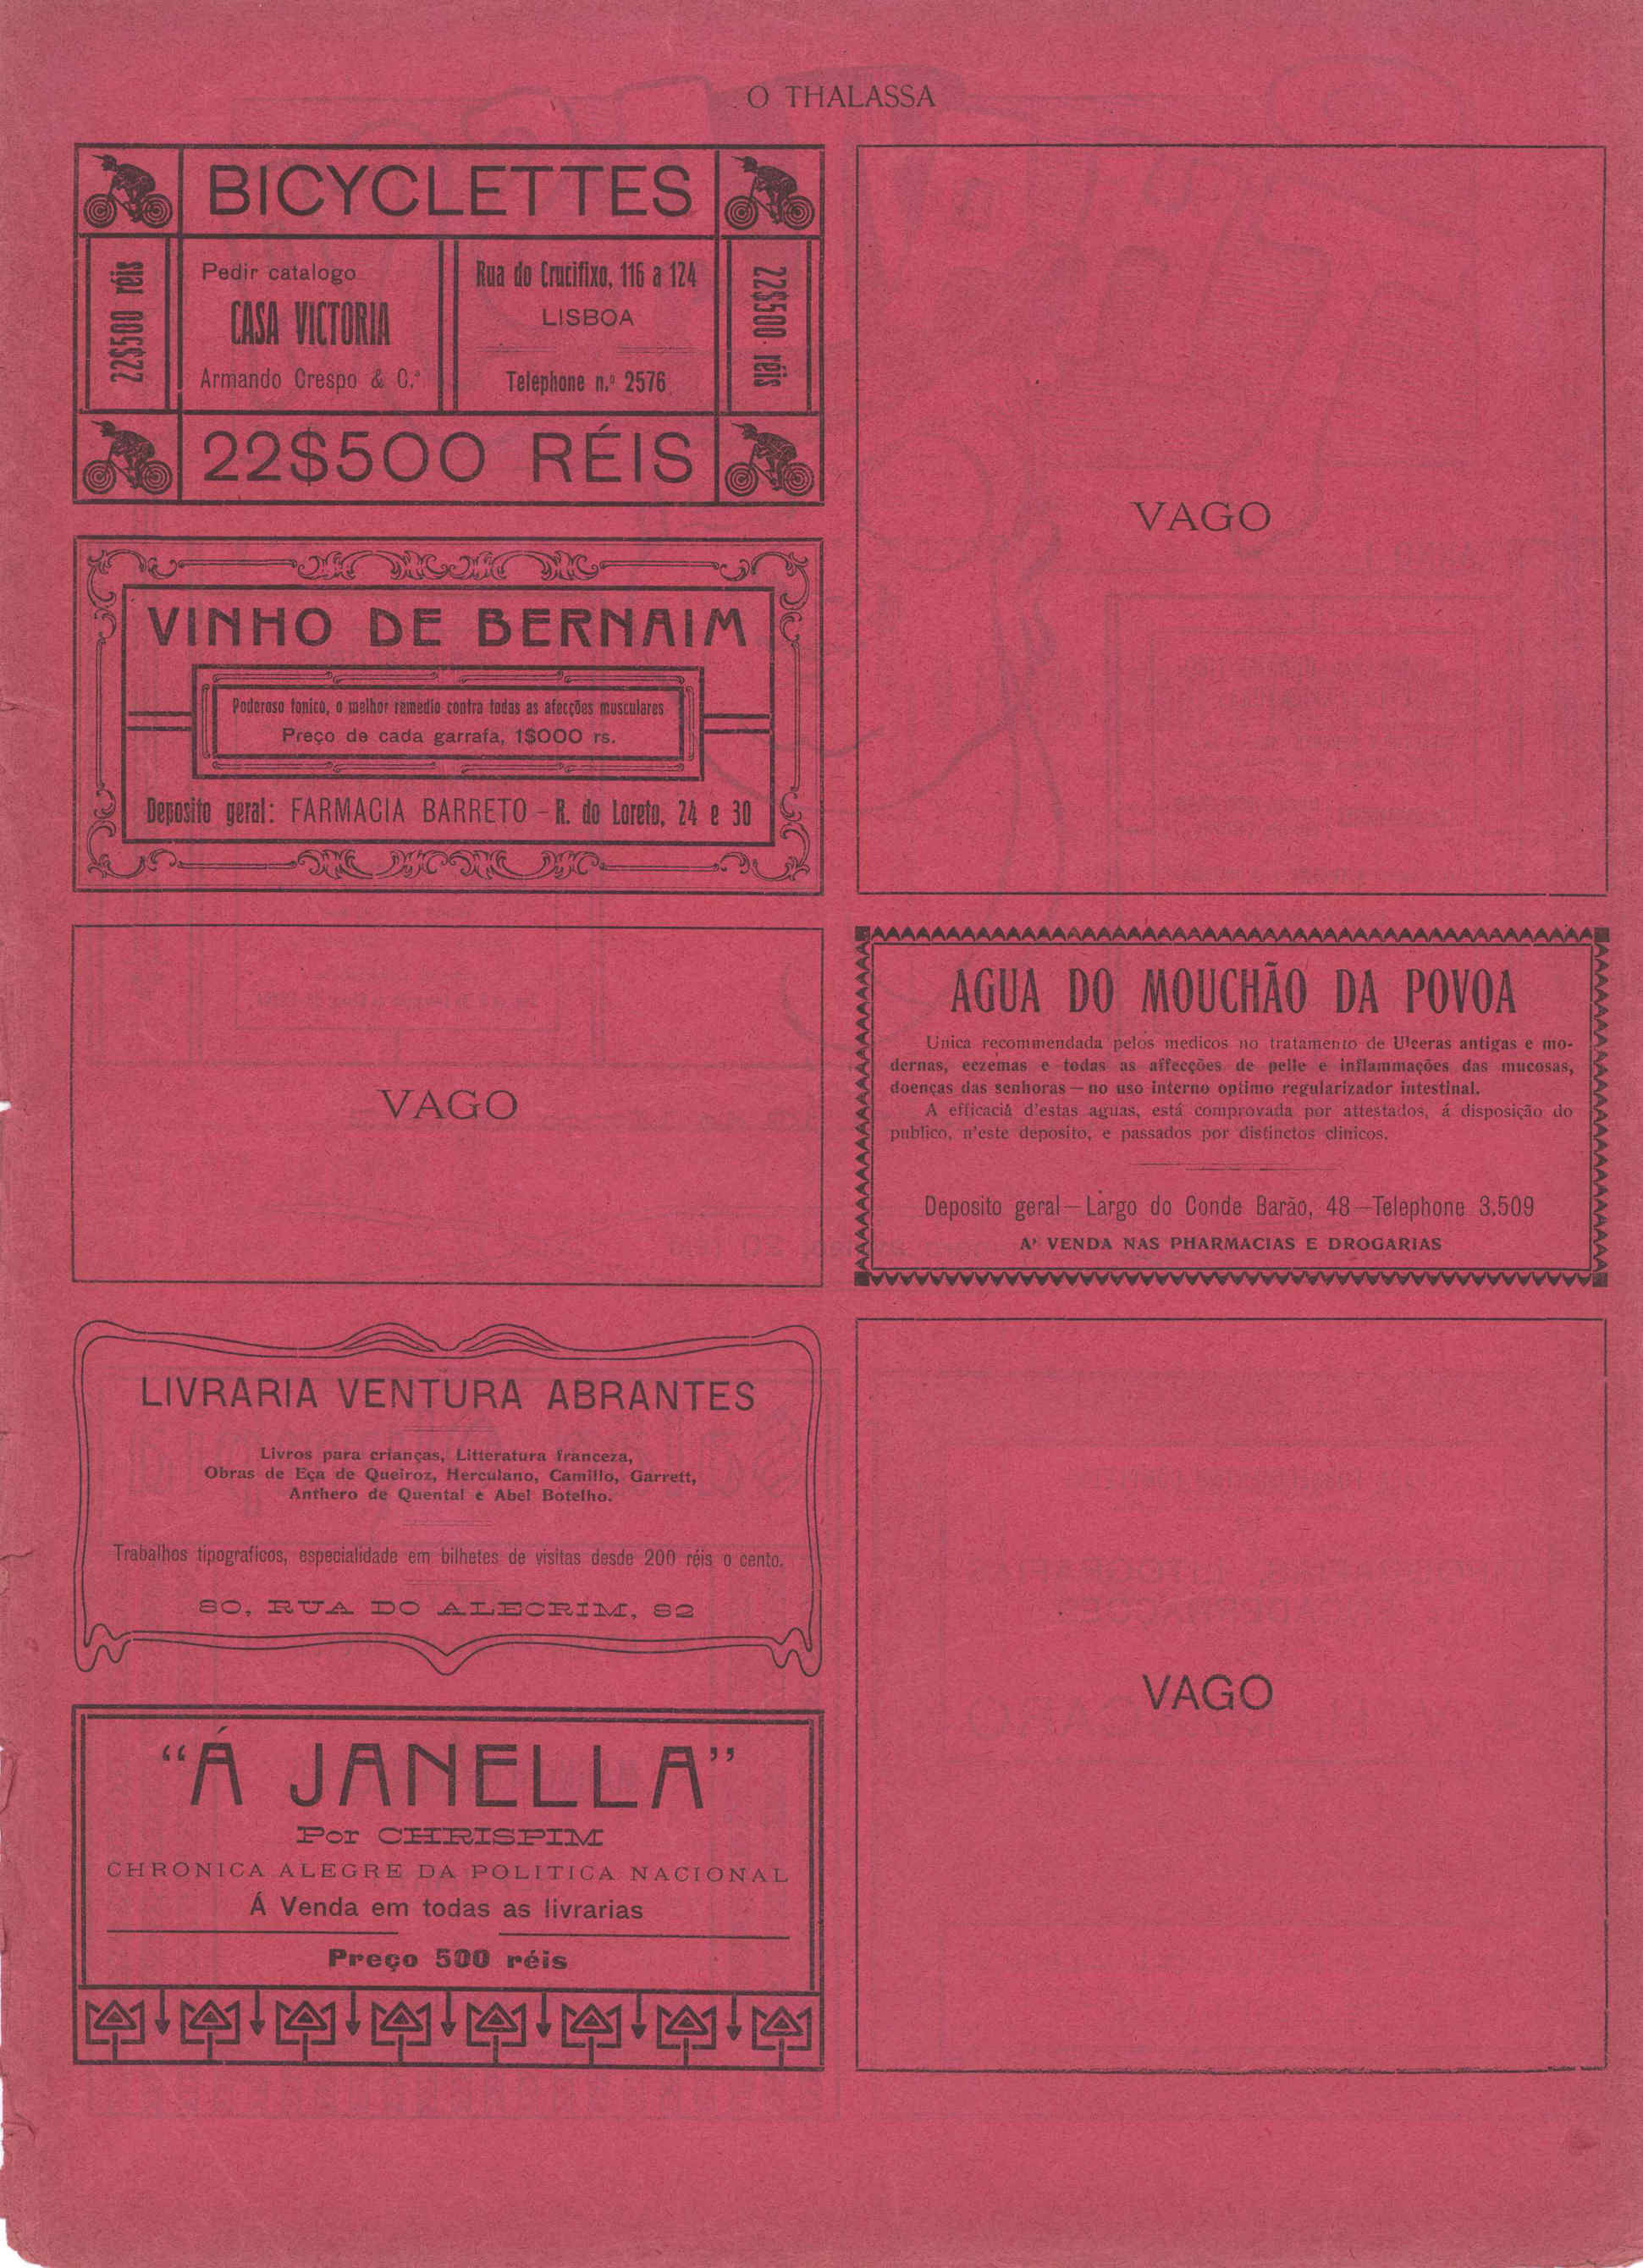 O THALASSA
BICYCLETTES
22$500 réis
Pedir catalogo
CASA VICTORIA
Armando Crespo & C.ª
Rua do Crucifixo, 116 a 124
LISBOA
Telephone n.º 2576
22$500 réis
22$500 RÉIS
VINHO DE BERNAIM
Poderoso tonico, o melhor remedio contra todas as afecções musculares
Preço de cada garrafa, 1$000 rs.
Deposito geral: FARMACIA BARRETO - R. do Loreto, 24 e 30
VAGO
LIVRARIA VENTURA ABRANTES
Livros para crianças, Litteratura franceza,
Obras de Eça de Queiroz, Herculano, Camillo, Garrett,
Anthero de Quental e Abel Botelho.
Trabalhos tipograficos, especialidade em bilhetes de visitas desde 200 réis o cento.
80, RUA DO ALECRIM, 82
"Á JANELLA"
Por CHRISPIM
CHRONICA ALEGRE DA POLITICA NACIONAL
Á Venda em todas as livrarias
Preço 500 réis
VAGO
AGUA DO MOUCHÃO DA POVOA
Unica recommendada pelos medicos no tratamento de Ulceras antigas e mo-
dernas, eczemas e todas as affecções de pelle e inflammações das mucosas,
doenças das senhoras — no uso interno optimo regularizador intestinal.
A efficaciá d'estas aguas, está comprovada por attestados, á disposição do
publico, n'este deposito, e passados por distinctos clinicos.
Deposito geral — Largo do Conde Barão, 48 — Telephone 3.509
A' VENDA NAS PHARMACIAS E DROGARIAS
VAGO